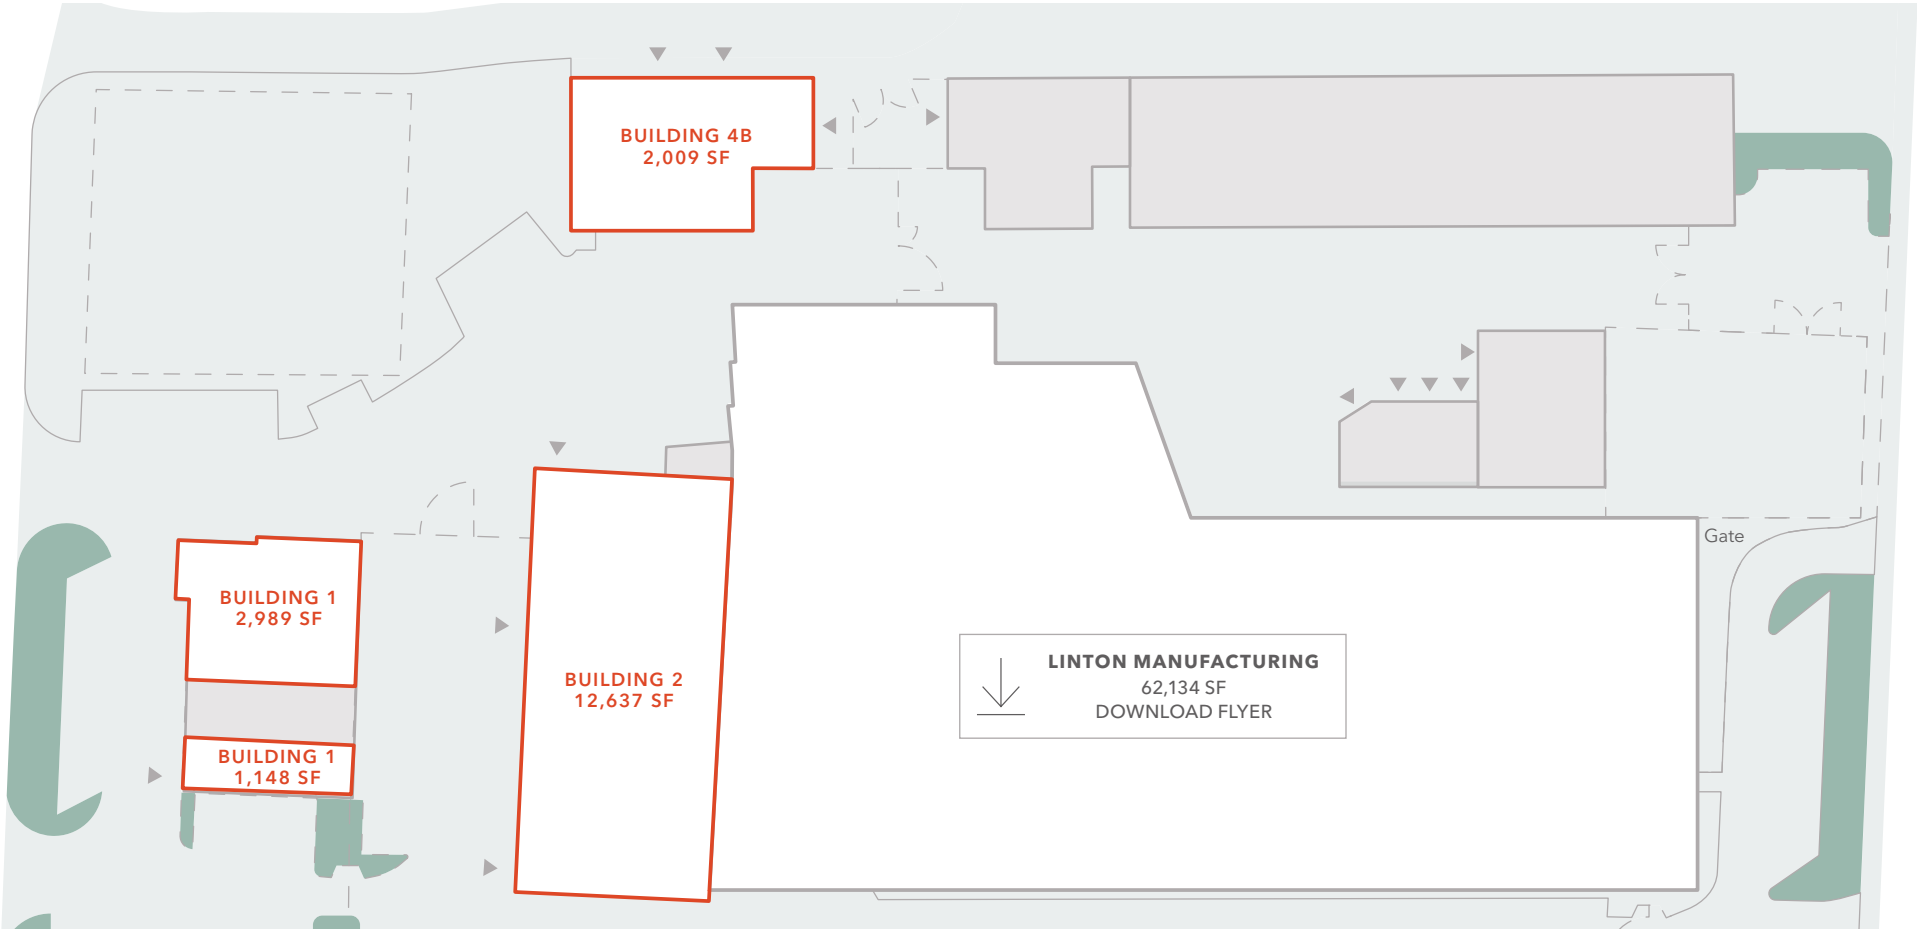 BUILDING 4B
2,009 SF
Gate
BUILDING 1
2,989 SF
BUILDING 2
12,637 SF
LINTON MANUFACTURING
62,134 SF
DOWNLOAD FLYER
BUILDING 1
1,148 SF